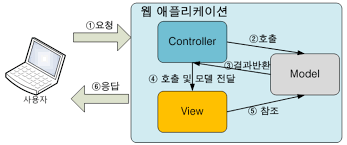 웹 애플리케이션
①요청
Controller
②호출
③결과반환
Model
④ 호출 및 모델 전달
사용자
⑥응답
View
⑤ 참조